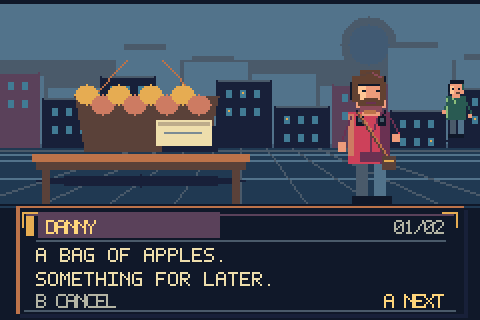 DANNY 01/02
A BAG OF APPLES.
SOMETHING FOR LATER.
B CANCEL A NEXT